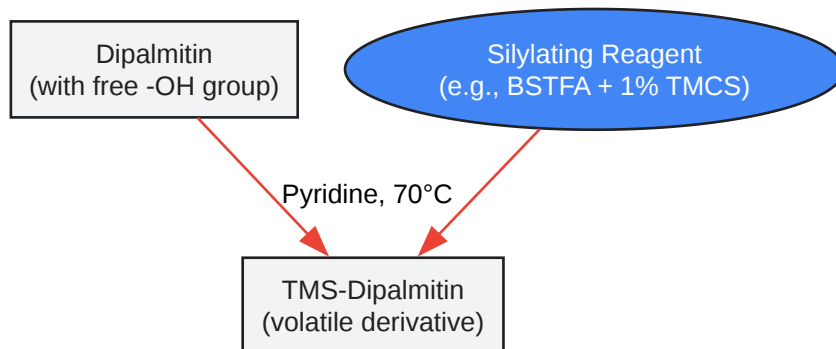 Dipalmitin
(with free -OH group)
Silylating Reagent
(e.g., BSTFA + 1% TMCS)
Pyridine, 70°C
TMS-Dipalmitin
(volatile derivative)